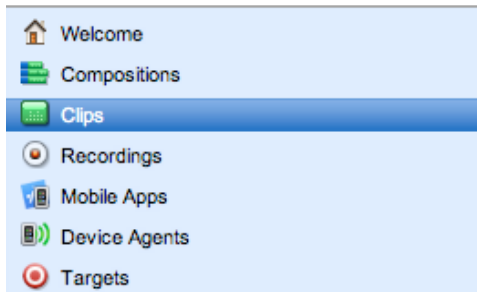 Welcome
Compositions
Clips
Recordings
Mobile Apps
Device Agents
Targets